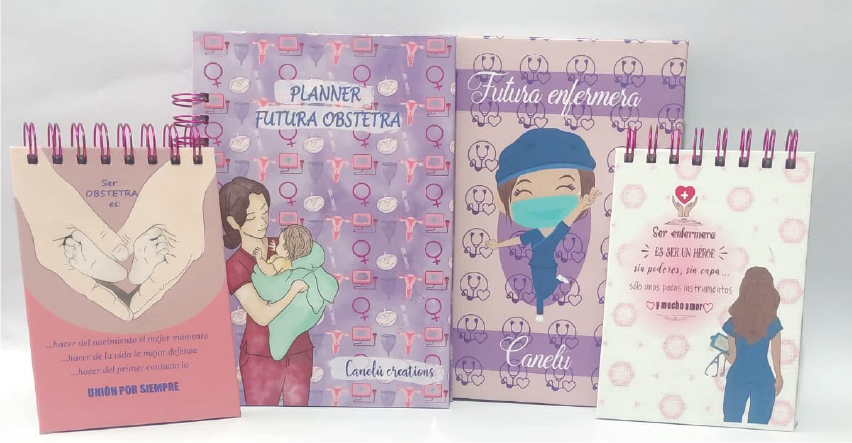 Ser
OBSTETRA
es:
...hacer del nacimiento el mejor momento
...hacer de la vida la mejor defensa
...hacer del primer contacto la
UNIÓN POR SIEMPRE
PLANNER
FUTURA OBSTETRA
Canelú creations
Futura enfermera
Canelu
Ser enfermera
ES SER UN HÉROE
sin poderes, sin capa...
sólo unos pocos instrumentos
y mucho amor